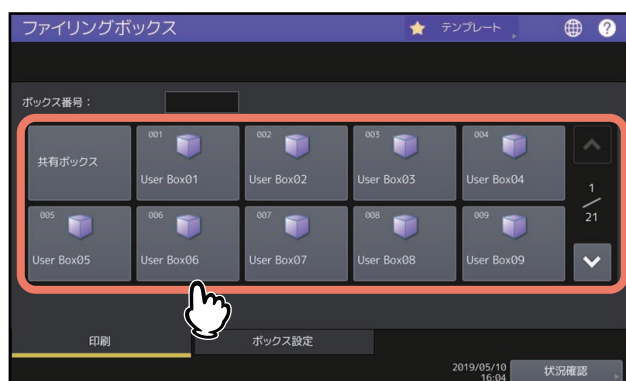 ファイリングボックス
テンプレート
?
ボックス番号：
共有ボックス
001
User Box01
002
User Box02
003
User Box03
004
User Box04
1
21
005
User Box05
006
User Box06
007
User Box07
008
User Box08
009
User Box09
印刷
ボックス設定
2019/05/10
16:04
状況確認